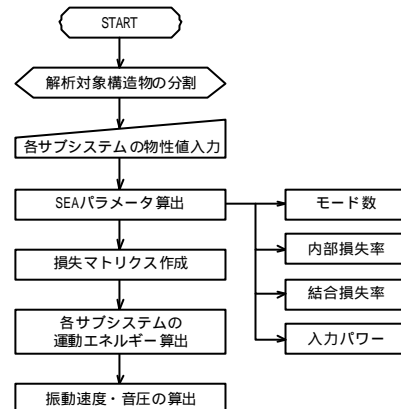 START
解析対象構造物の分割
各サブシステムの物性値入力
SEAパラメータ算出
モード数
損失マトリクス作成
内部損失率
結合損失率
各サブシステムの
運動エネルギー算出
入力パワー
振動速度・音圧の算出